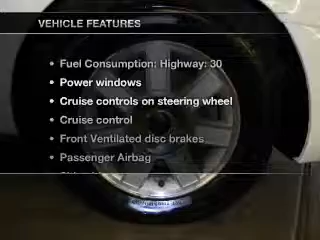 VEHICLE FEATURES
• Fuel Consumption: Highway: 30
• Power windows
• Cruise controls on steering wheel
• Cruise control
• Front Ventilated disc brakes
• Passenger Airbag